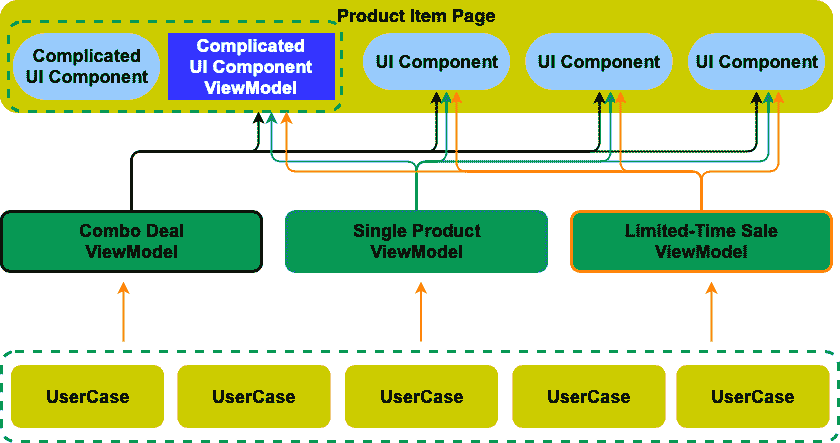 Product Item Page
Complicated
UI Component
Complicated
UI Component
ViewModel
UI Component
UI Component
UI Component
Combo Deal
ViewModel
Single Product
ViewModel
Limited-Time Sale
ViewModel
UserCase
UserCase
UserCase
UserCase
UserCase